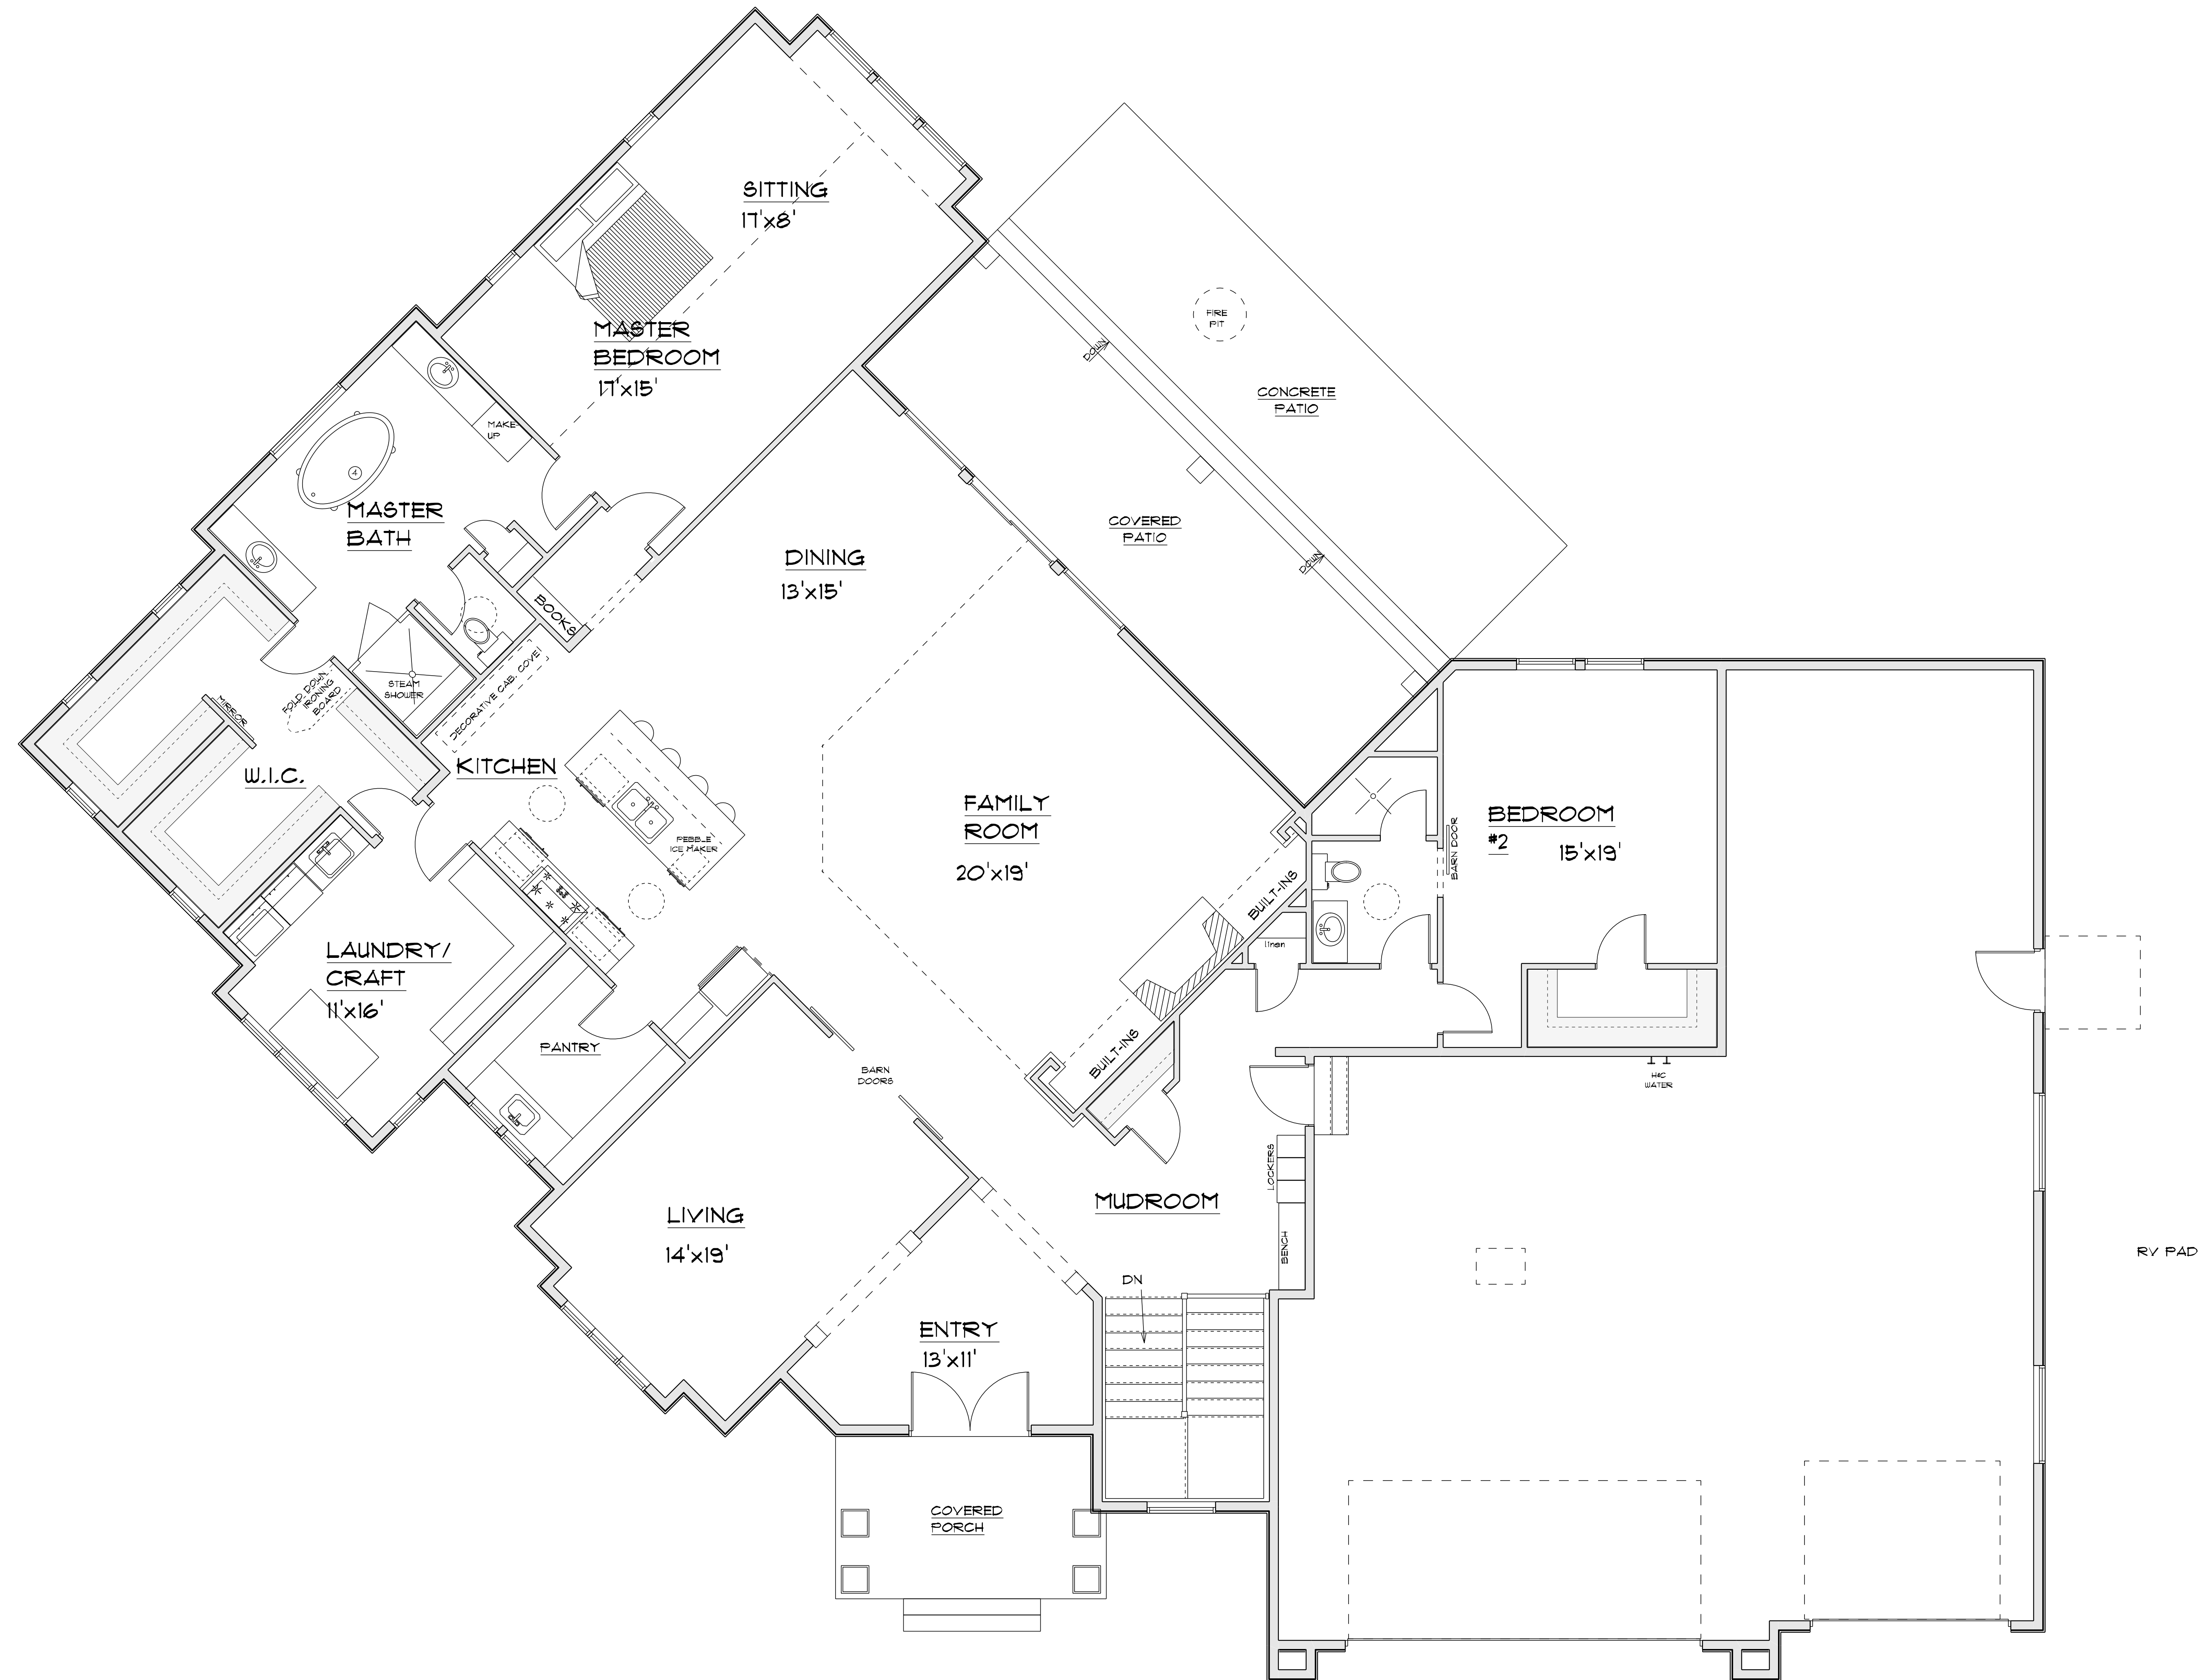 SITTING
17'x8'
MASTER
BEDROOM
17'x15'
FIRE
PIT
DOWN
CONCRETE
PATIO
MAKE-
UP
MASTER
BATH
COVERED
PATIO
DOWN
DINING
13'x15'
BOOKS
DECORATIVE CAB. COVE
STEAM
SHOWER
FOLD DOWN
IRONING
BOARD
MIRROR
W.I.C.
KITCHEN
PEBBLE
ICE MAKER
FAMILY
ROOM
20'x19'
BUILT-INS
BARN DOOR
BEDROOM
#2
15'x19'
linen
LAUNDRY/
CRAFT
11'x16'
PANTRY
BUILT-INS
BARN
DOORS
H&C
WATER
LOCKERS
MUDROOM
BENCH
LIVING
14'x19'
DN
RV PAD
ENTRY
13'x11'
COVERED
PORCH